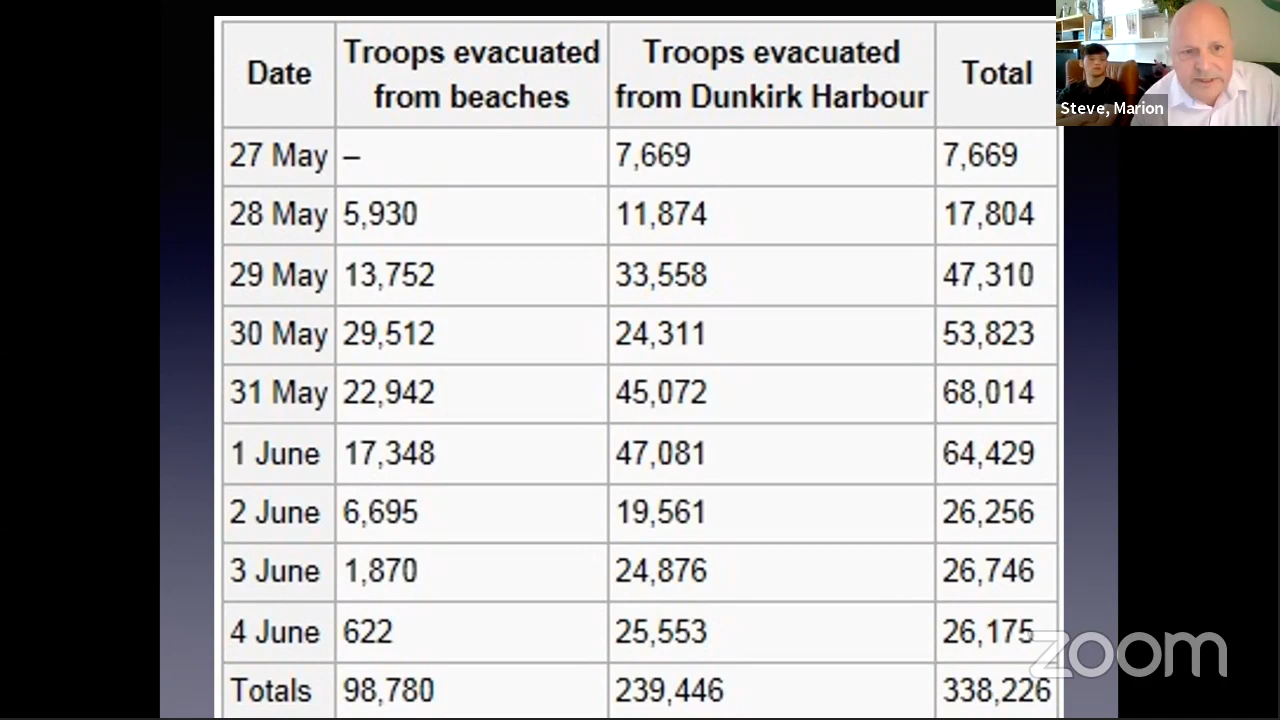 Date Troops evacuated from beaches Troops evacuated from Dunkirk Harbour Total
27 May – 7,669 7,669
28 May 5,930 11,874 17,804
29 May 13,752 33,558 47,310
30 May 29,512 24,311 53,823
31 May 22,942 45,072 68,014
1 June 17,348 47,081 64,429
2 June 6,695 19,561 26,256
3 June 1,870 24,876 26,746
4 June 622 25,553 26,175
Totals 98,780 239,446 338,226
Steve, Marion
zoom